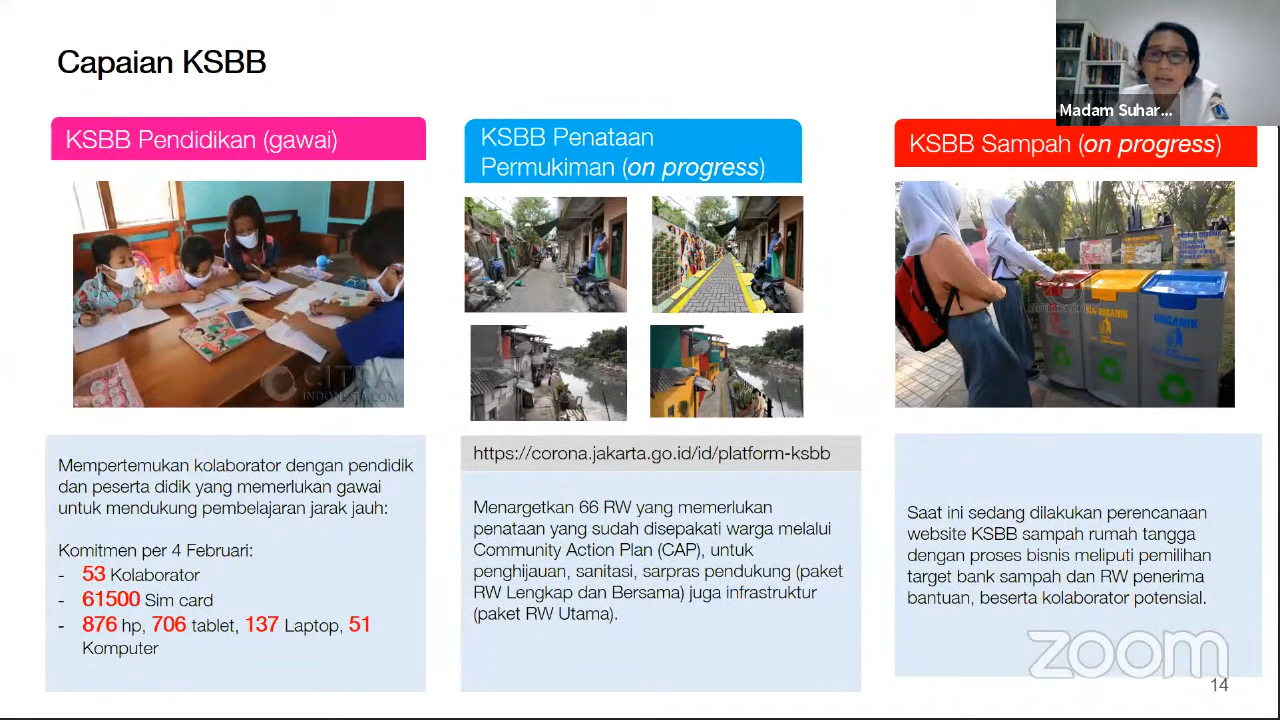 Capaian KSBB
Madam Suhar...
KSBB Pendidikan (gawai)
CITRA
INDONESIA.COM
Mempertemukan kolaborator dengan pendidik
dan peserta didik yang memerlukan gawai
untuk mendukung pembelajaran jarak jauh:
Komitmen per 4 Februari:
- 53 Kolaborator
- 61500 Sim card
- 876 hp, 706 tablet, 137 Laptop, 51
Komputer
KSBB Penataan
Permukiman (on progress)
https://corona.jakarta.go.id/id/platform-ksbb
Menargetkan 66 RW yang memerlukan
penataan yang sudah disepakati warga melalui
Community Action Plan (CAP), untuk
penghijauan, sanitasi, sarpras pendukung (paket
RW Lengkap dan Bersama) juga infrastruktur
(paket RW Utama).
KSBB Sampah (on progress)
ORGANIK
ORGANIK
Saat ini sedang dilakukan perencanaan
website KSBB sampah rumah tangga
dengan proses bisnis meliputi pemilihan
target bank sampah dan RW penerima
bantuan, beserta kolaborator potensial.
zoom
14